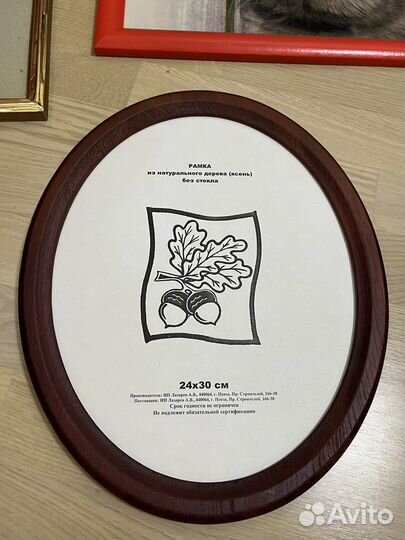 РАМКА
из натурального дерева (ясень)
без стекла
24х30 см
Производитель: ИП Лазарев А.В., 440064, г. Пенза, Пр. Строителей, 166-38
Поставщик: ИП Лазарев А.В., 440064, г. Пенза, Пр. Строителей, 166-38
Срок годности не ограничен
Не подлежит обязательной сертификации
Avito